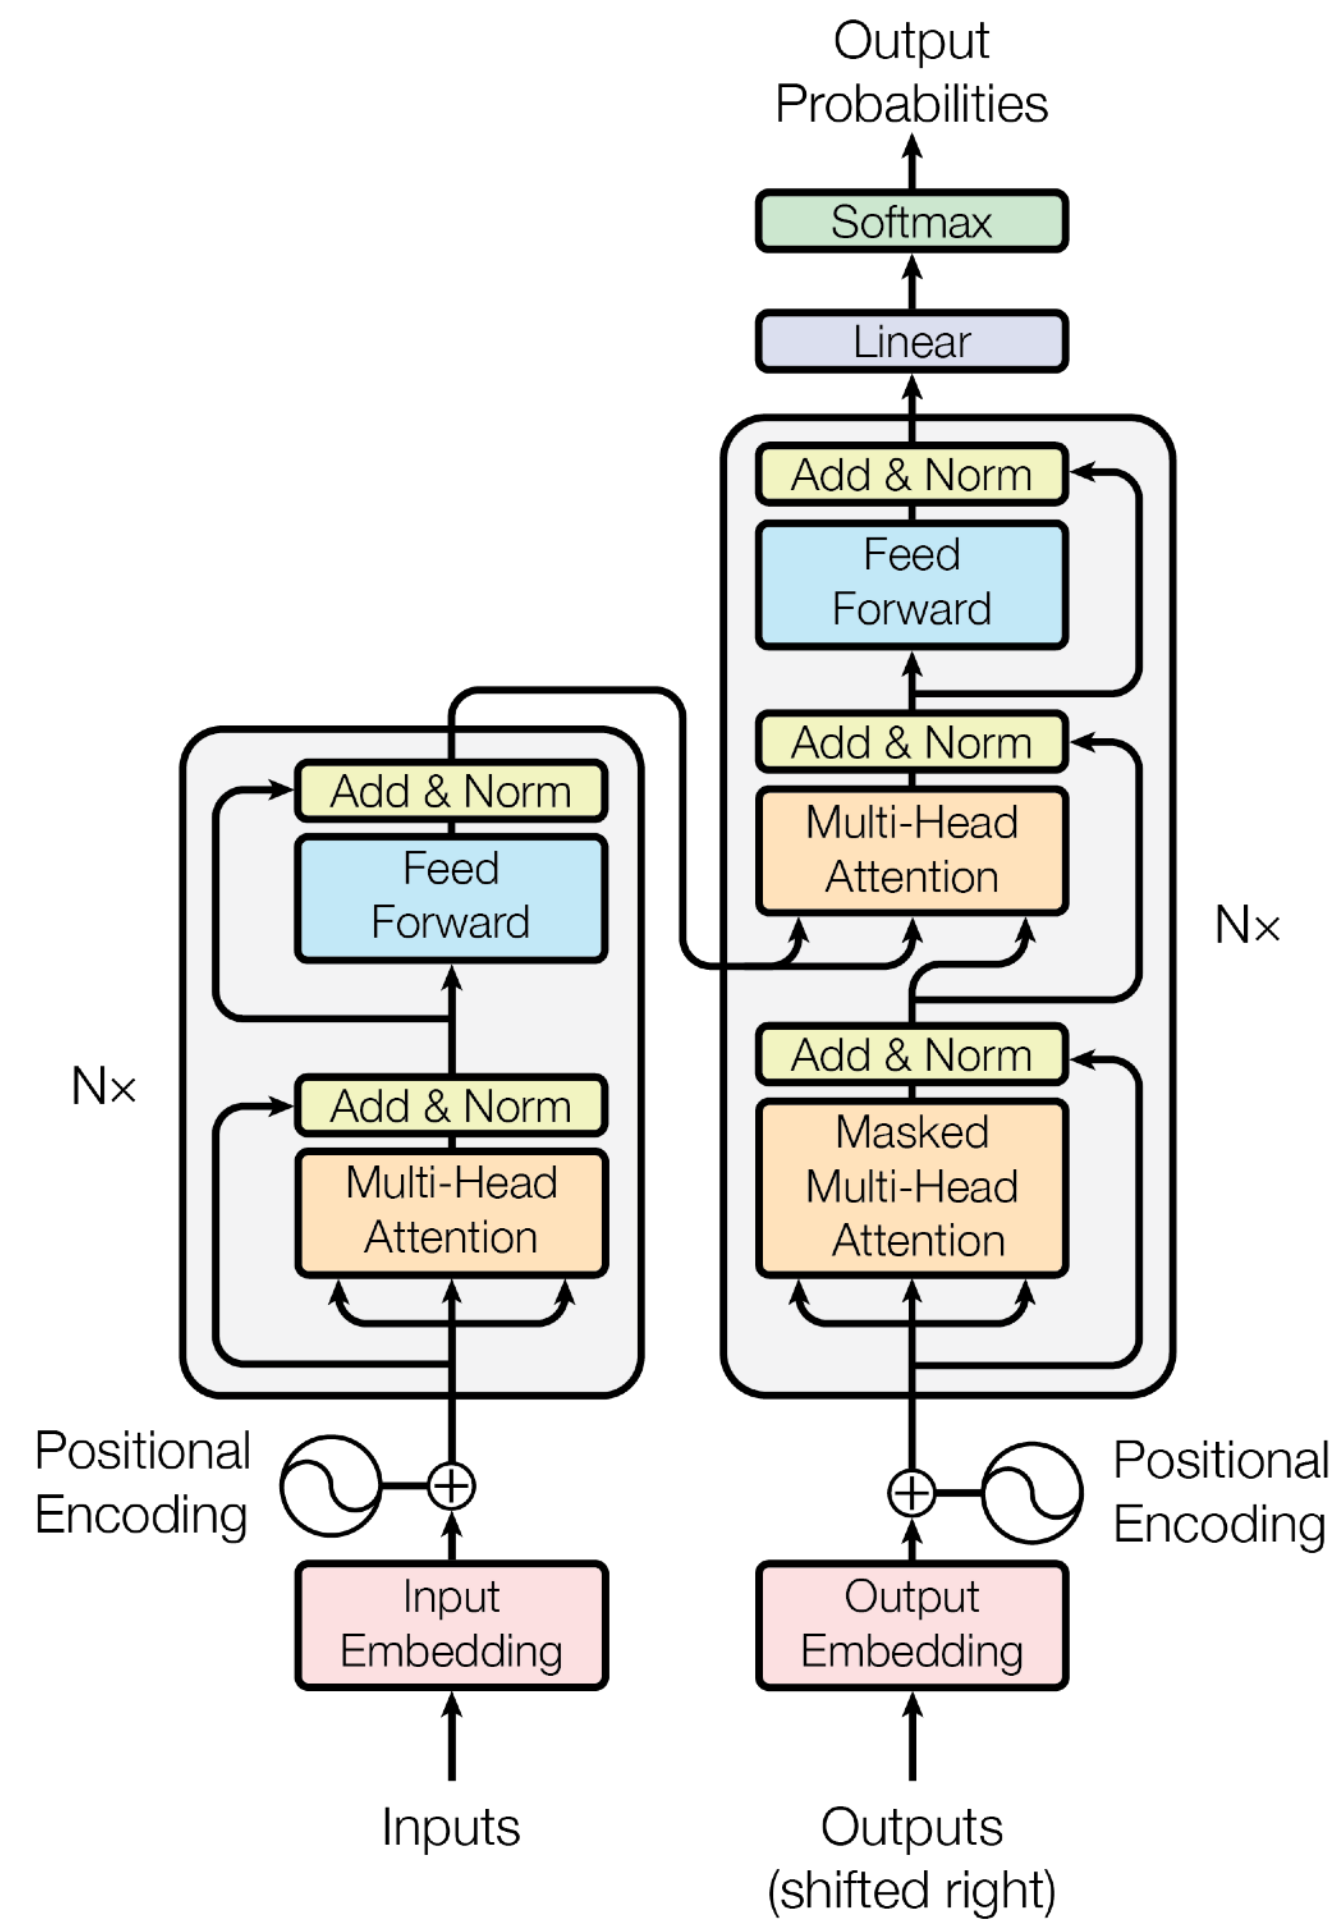 Output
Probabilities
Softmax
Linear
Add & Norm
Feed
Forward
Add & Norm
Multi-Head
Attention
Nx
Add & Norm
Masked
Multi-Head
Attention
Add & Norm
Feed
Forward
Nx
Add & Norm
Multi-Head
Attention
Positional
Encoding
Positional
Encoding
Input
Embedding
Output
Embedding
Inputs
Outputs
(shifted right)